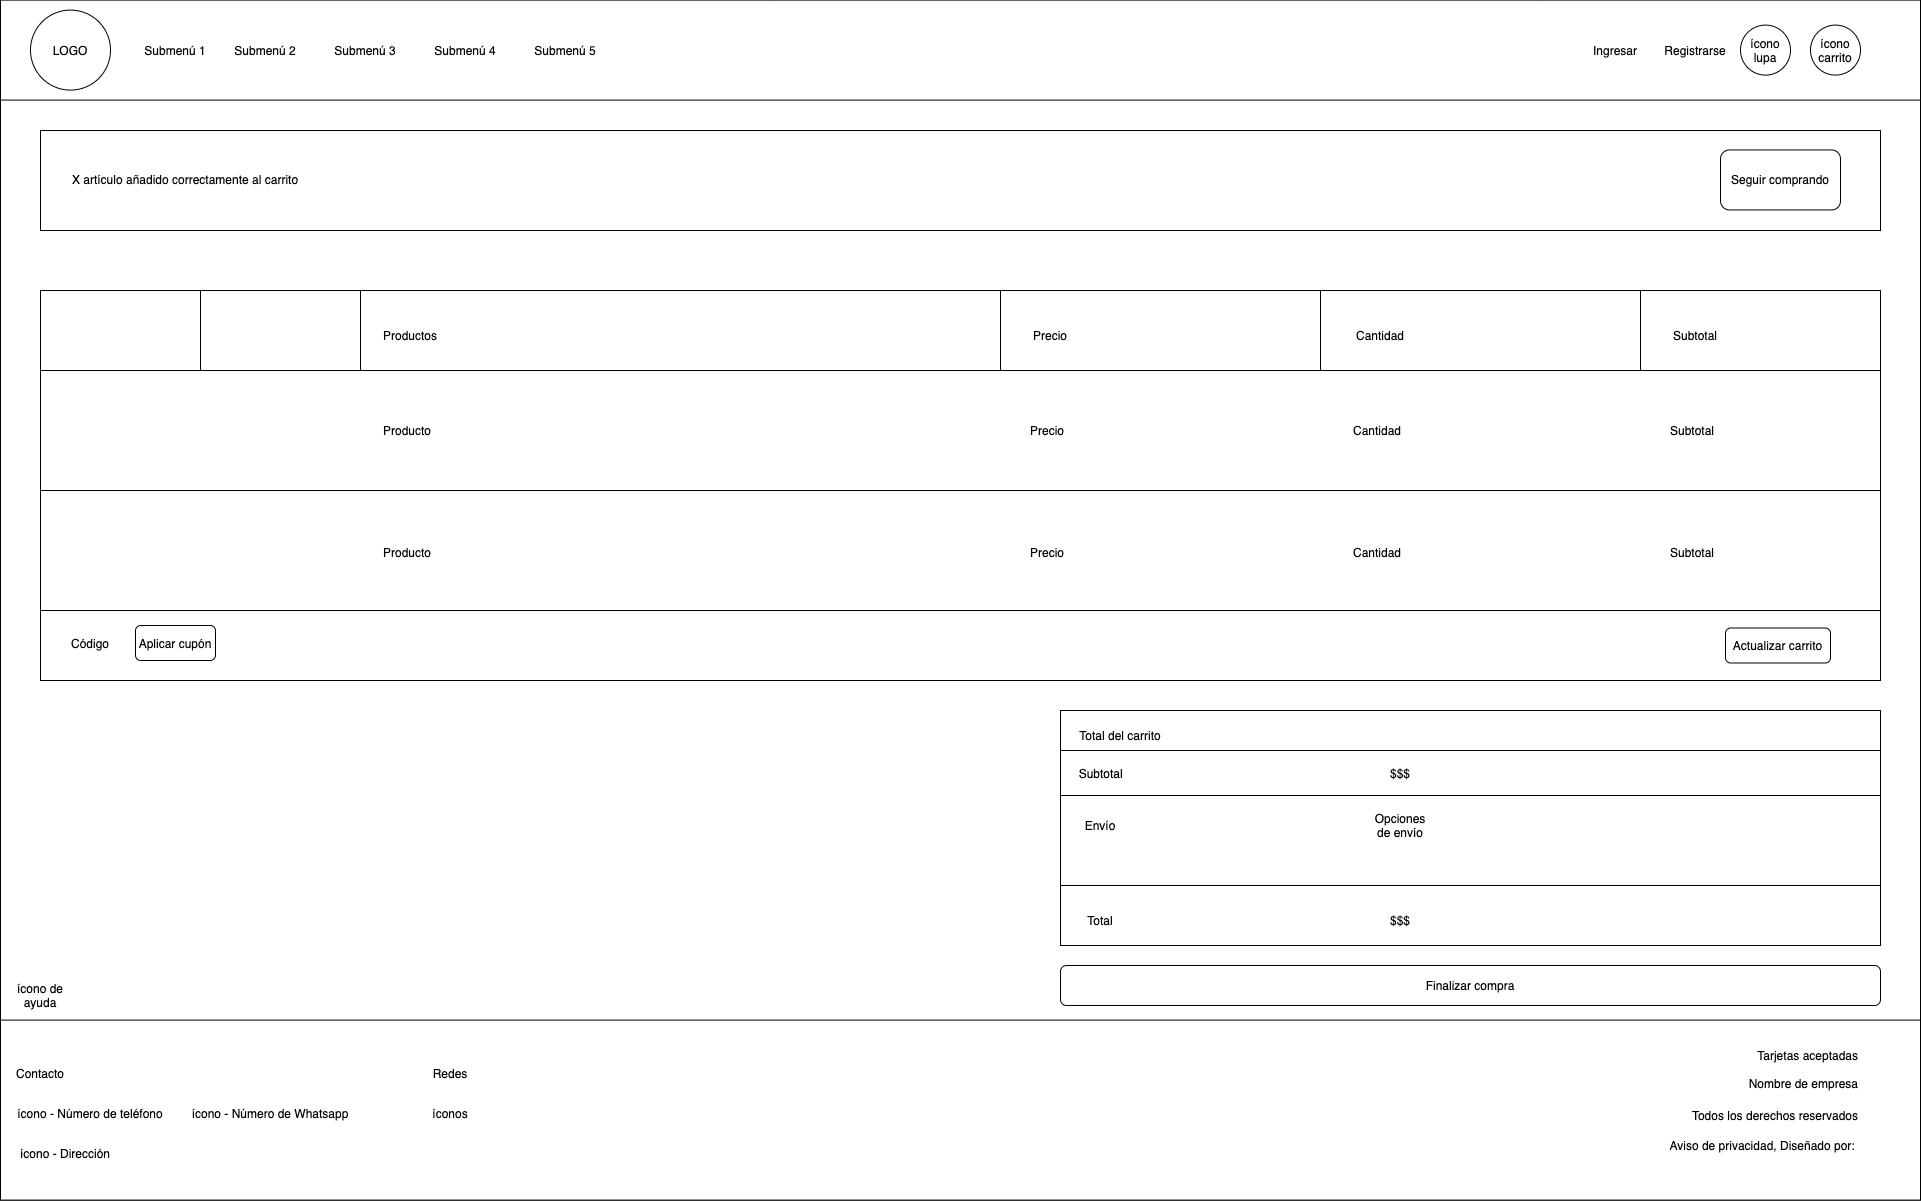 LOGO
Submenú 1
Submenú 2
Submenú 3
Submenú 4
Submenú 5
Ingresar
Registrarse
ícono
lupa
ícono
carrito
X artículo añadido correctamente al carrito
Seguir comprando
Productos
Precio
Cantidad
Subtotal
Producto
Precio
Cantidad
Subtotal
Producto
Precio
Cantidad
Subtotal
Código
Aplicar cupón
Actualizar carrito
Total del carrito
Subtotal
$$$
Envío
Opciones
de envío
Total
$$$
Finalizar compra
ícono de
ayuda
Contacto
ícono - Número de teléfono
ícono - Número de Whatsapp
ícono - Dirección
Redes
íconos
Tarjetas aceptadas
Nombre de empresa
Todos los derechos reservados
Aviso de privacidad, Diseñado por: